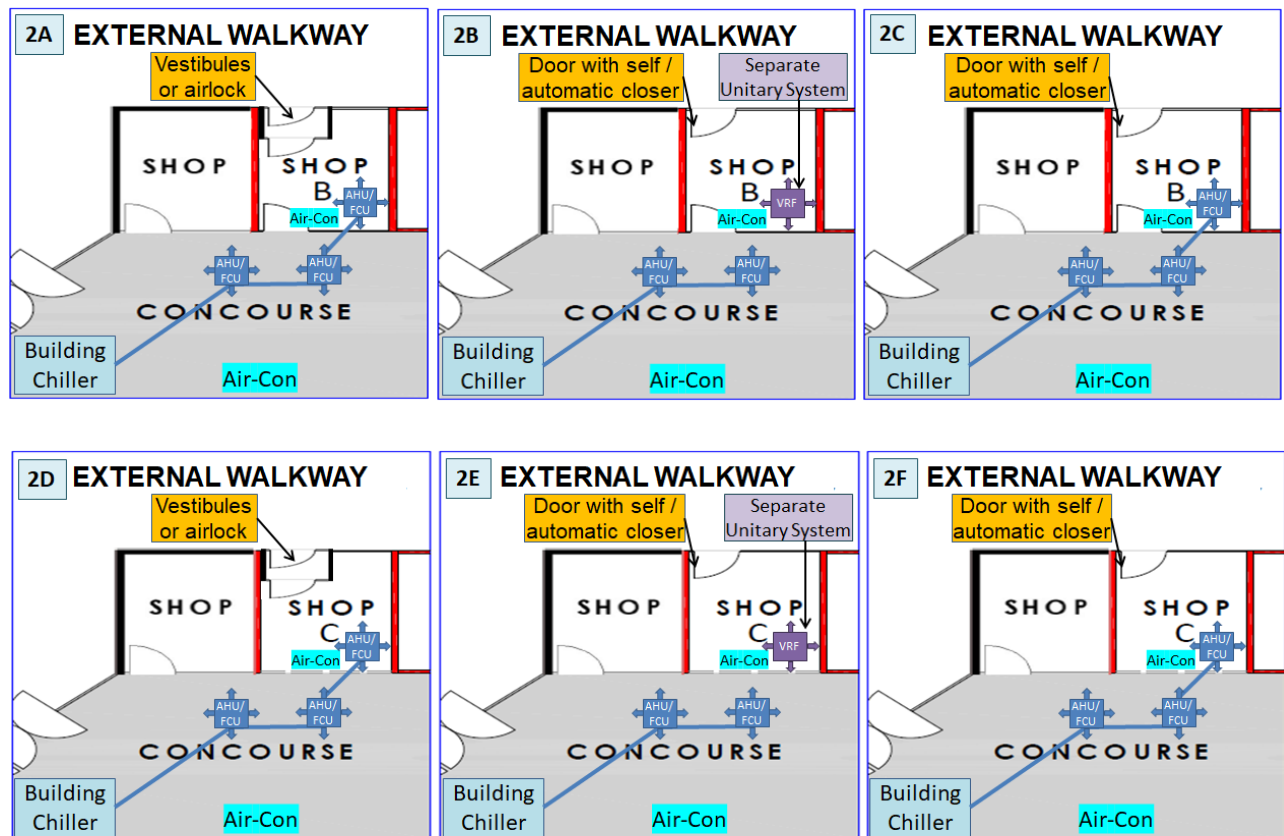 2A
EXTERNAL WALKWAY
Vestibules
or airlock
SHOP
SHOP
B
AHU/
FCU
Air-Con
AHU/
FCU
AHU/
FCU
CONCOURSE
Building
Chiller
Air-Con
2B
EXTERNAL WALKWAY
Door with self /
automatic closer
Separate
Unitary System
SHOP
SHOP
B
VRF
Air-Con
AHU/
FCU
AHU/
FCU
CONCOURSE
Building
Chiller
Air-Con
2C
EXTERNAL WALKWAY
Door with self /
automatic closer
SHOP
SHOP
B
AHU/
FCU
Air-Con
AHU/
FCU
AHU/
FCU
CONCOURSE
Building
Chiller
Air-Con
2D
EXTERNAL WALKWAY
Vestibules
or airlock
SHOP
SHOP
C
AHU/
FCU
Air-Con
AHU/
FCU
AHU/
FCU
CONCOURSE
Building
Chiller
Air-Con
2E
EXTERNAL WALKWAY
Door with self /
automatic closer
Separate
Unitary System
SHOP
SHOP
C
VRF
Air-Con
AHU/
FCU
AHU/
FCU
CONCOURSE
Building
Chiller
Air-Con
2F
EXTERNAL WALKWAY
Door with self /
automatic closer
SHOP
SHOP
C
AHU/
FCU
Air-Con
AHU/
FCU
AHU/
FCU
CONCOURSE
Building
Chiller
Air-Con